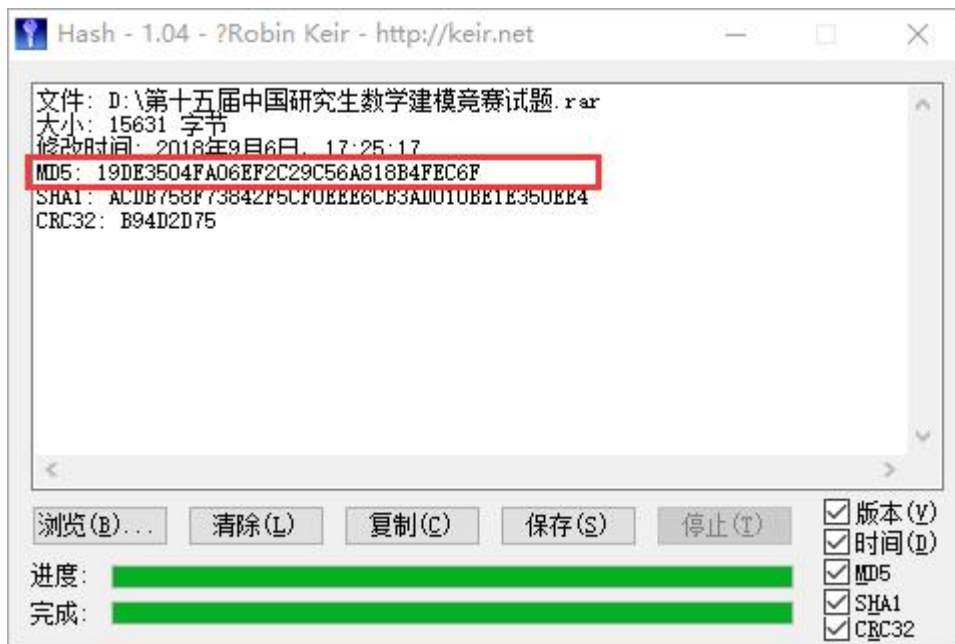 Hash - 1.04 - ?Robin Keir - http://keir.net
文件: D:\第十五届中国研究生数学建模竞赛试题.rar
大小: 15631 字节
修改时间: 2018年9月6日, 17:25:17
MD5: 19DE3504FA06EF2C29C56A818B4FEC6F
SHA1: ACDB758F73842F5CF0EEE6CB3AD010BE1E350EE4
CRC32: B94D2D75
浏览(B)... 清除(L) 复制(C) 保存(S) 停止(T)
版本(V)
时间(D)
进度:
MD5
完成:
SHA1
CRC32